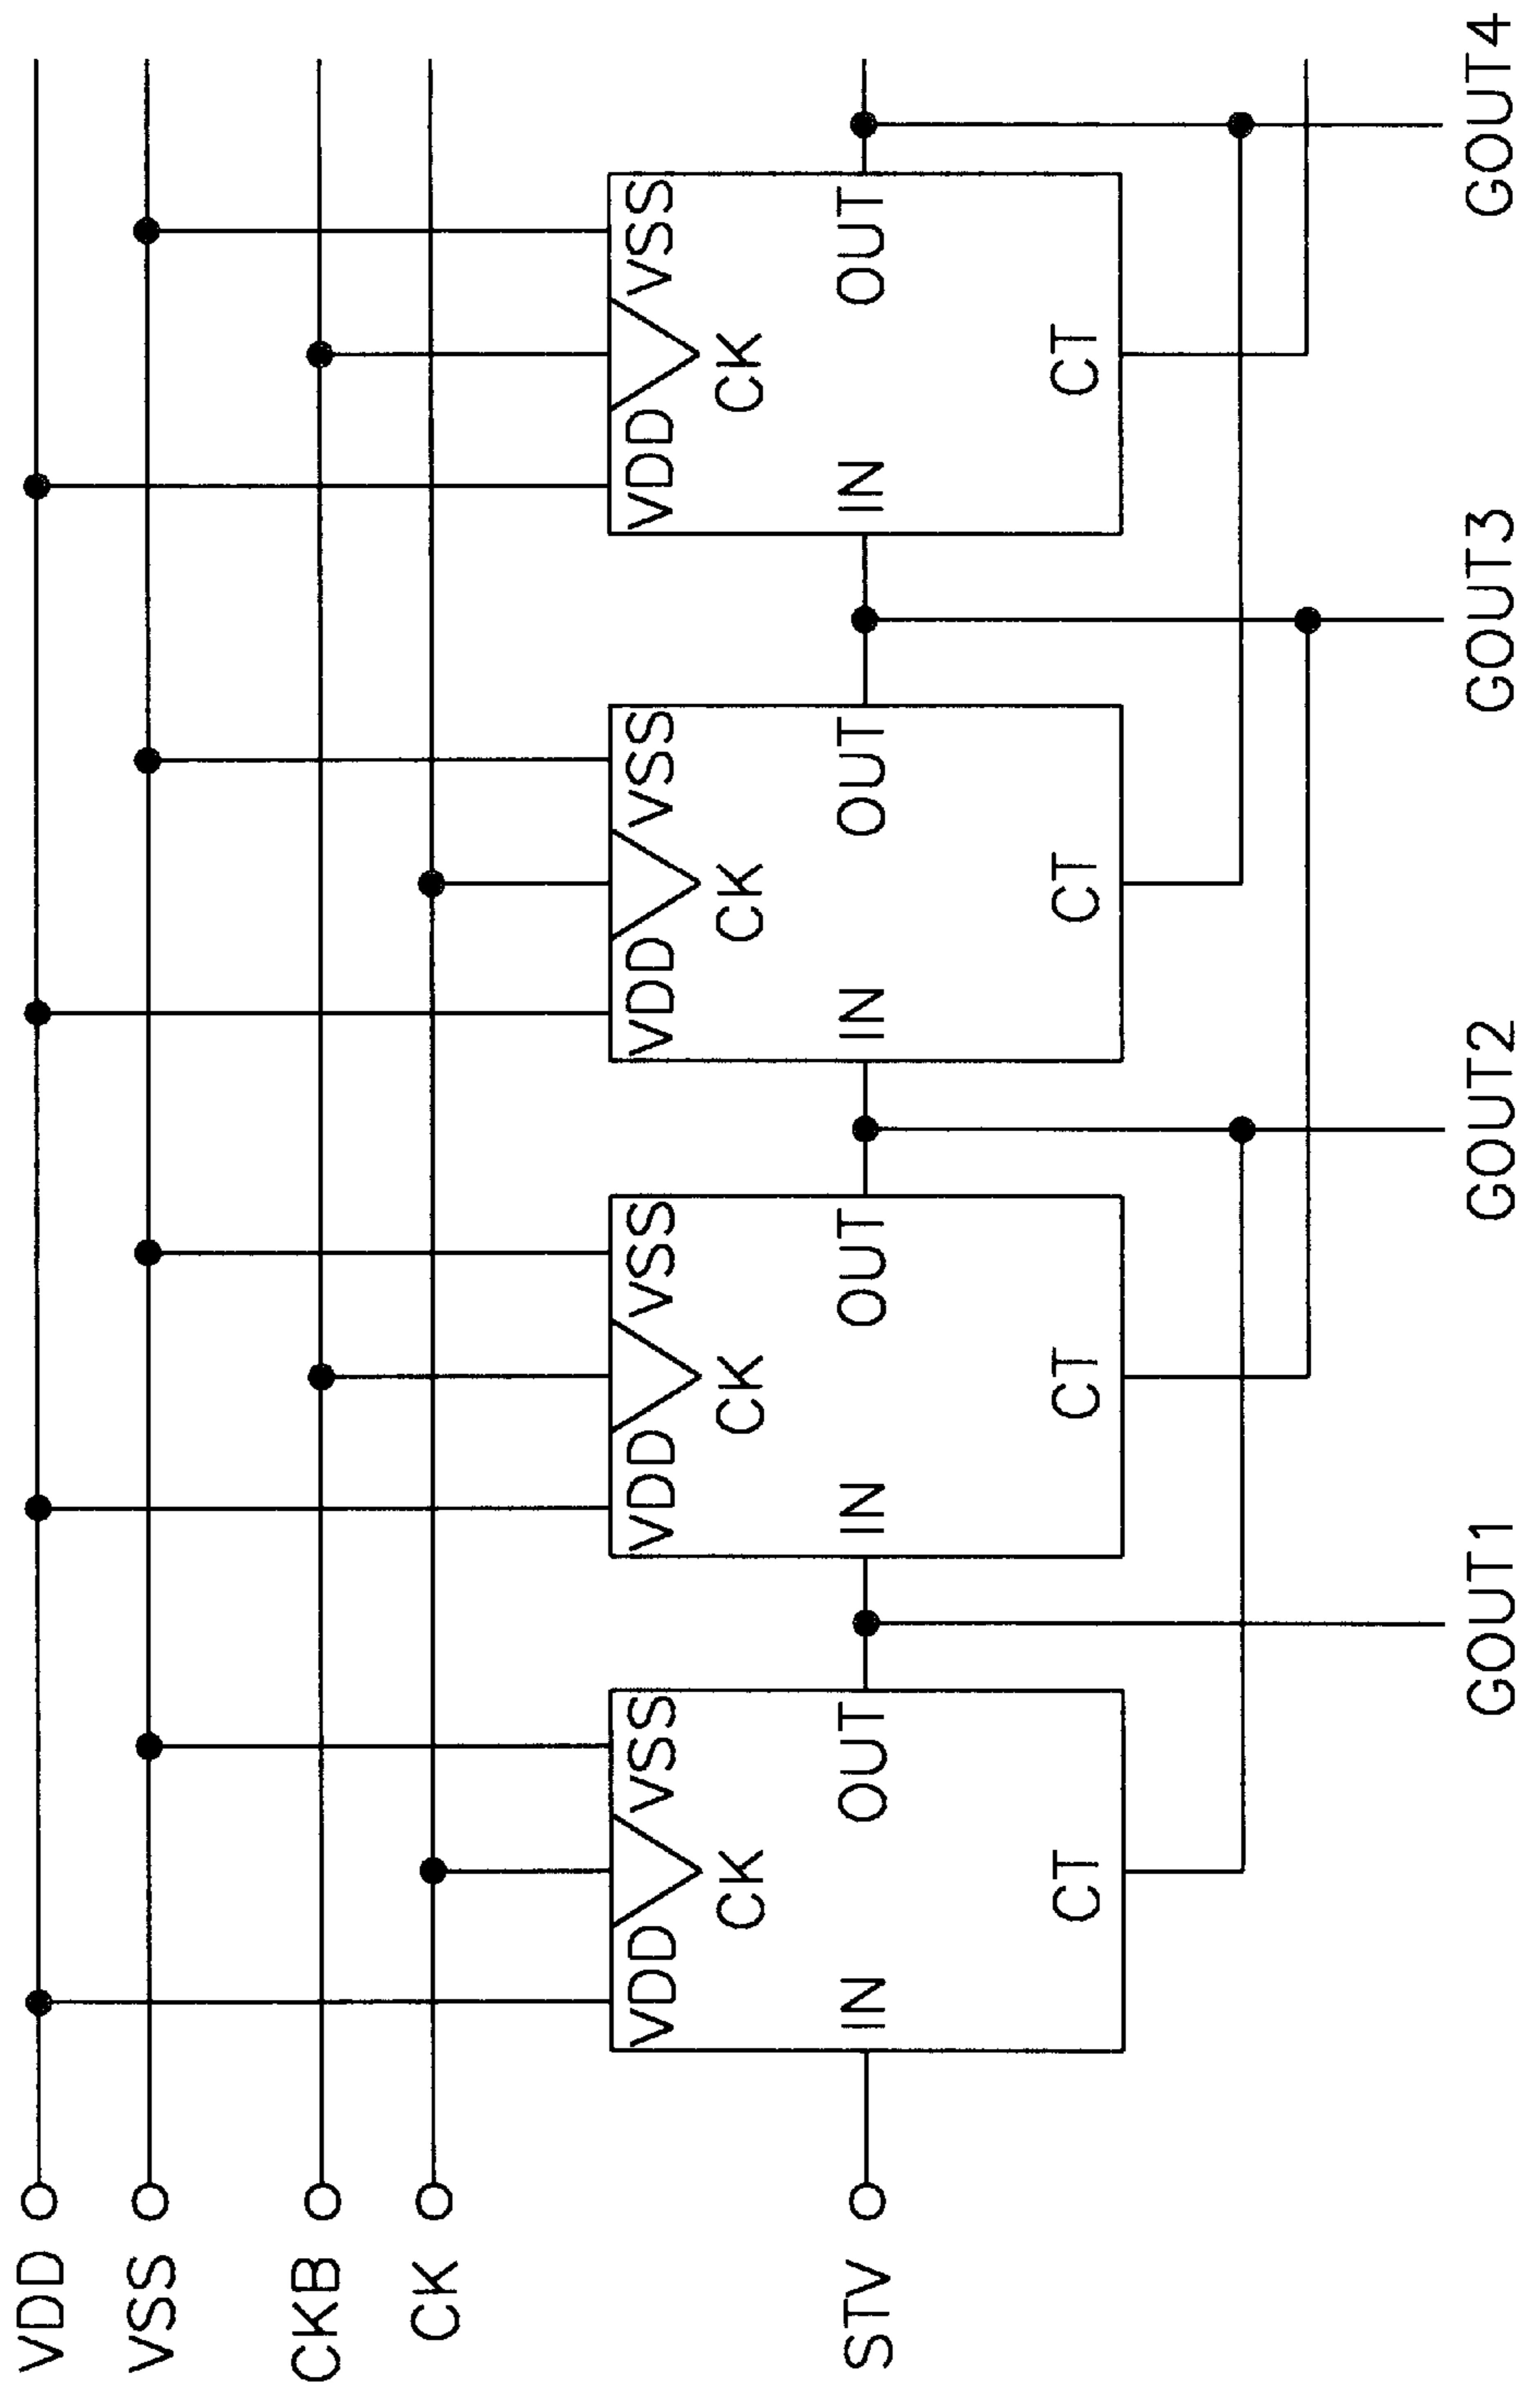 VDD
VSS
CKB
CK
VDD
VSS
VDD
VSS
VDD
VSS
VDD
VSS
CK
CK
CK
CK
STV
IN
OUT
IN
OUT
IN
OUT
IN
OUT
CT
CT
CT
CT
GOUT1
GOUT2
GOUT3
GOUT4